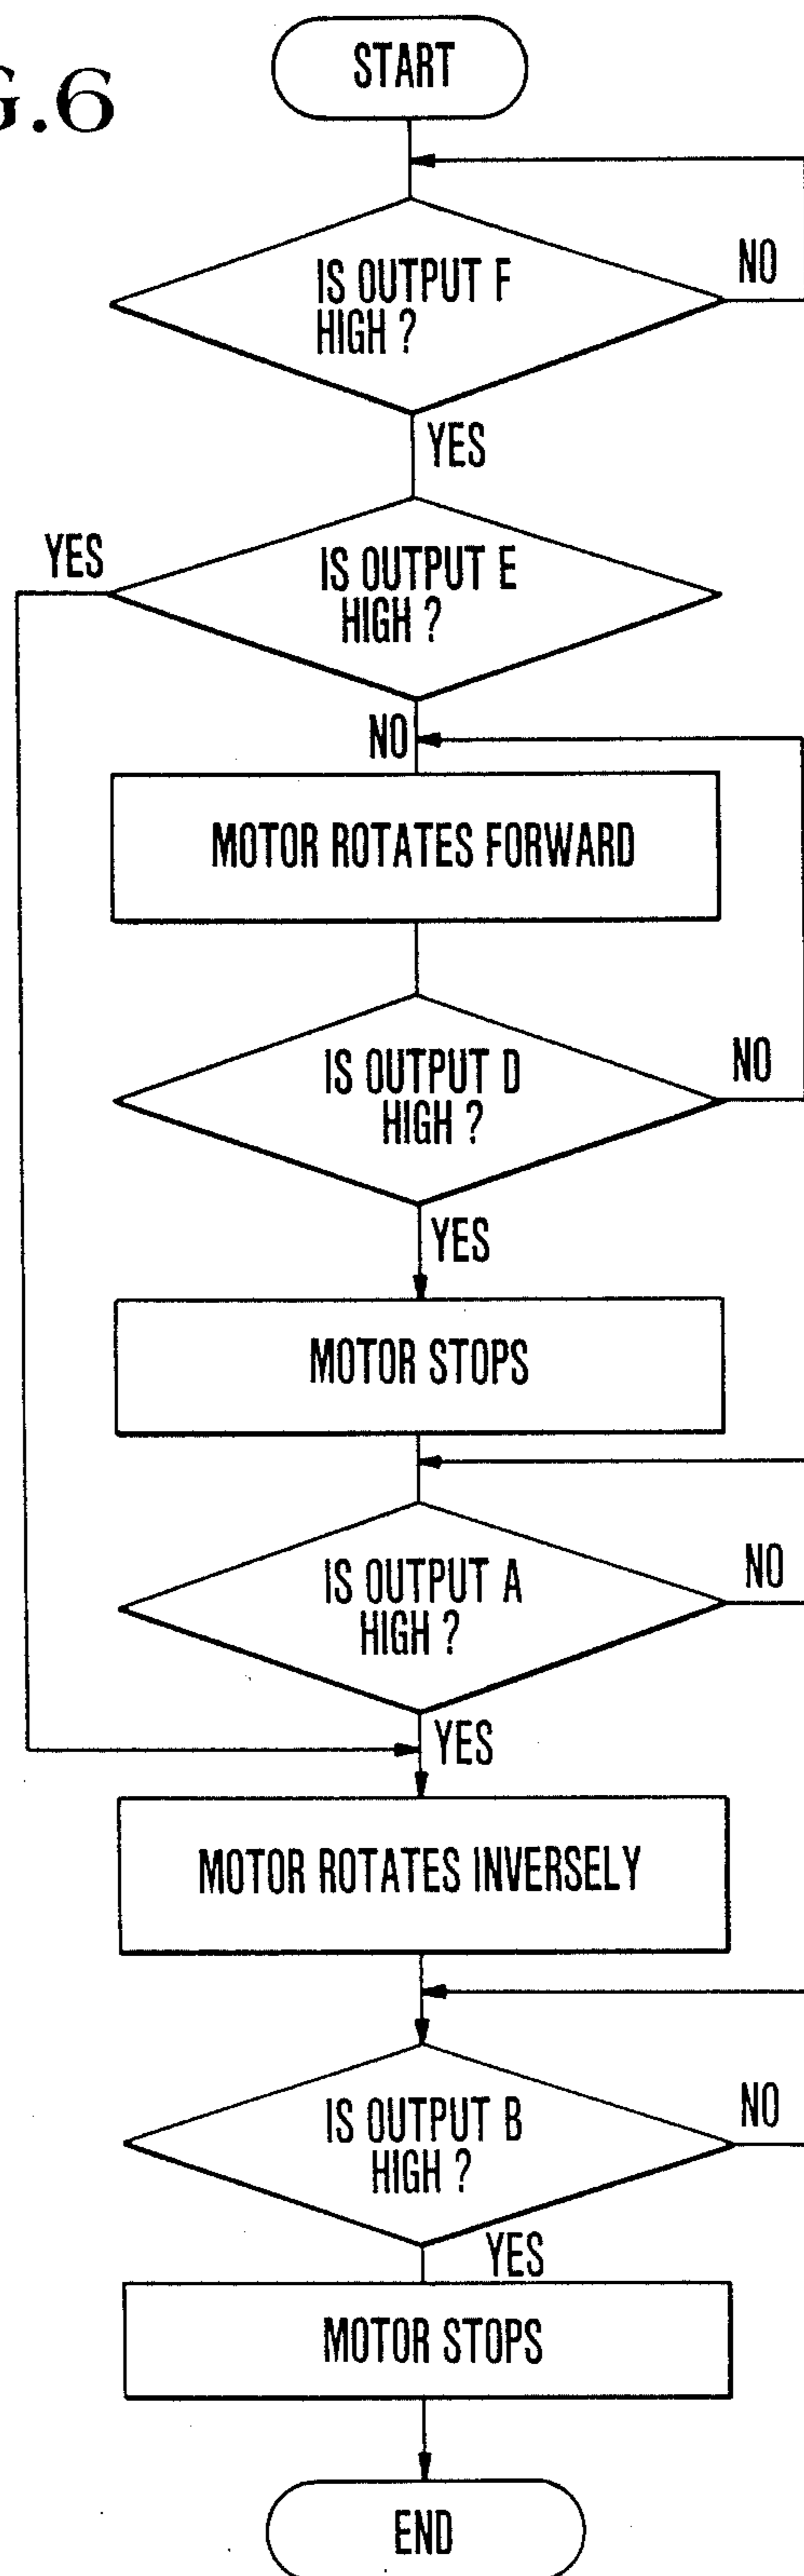 G.6
START
IS OUTPUT F
HIGH ?
NO
YES
IS OUTPUT E
HIGH ?
YES
NO
MOTOR ROTATES FORWARD
IS OUTPUT D
HIGH ?
NO
YES
MOTOR STOPS
IS OUTPUT A
HIGH ?
NO
YES
MOTOR ROTATES INVERSELY
IS OUTPUT B
HIGH ?
NO
YES
MOTOR STOPS
END